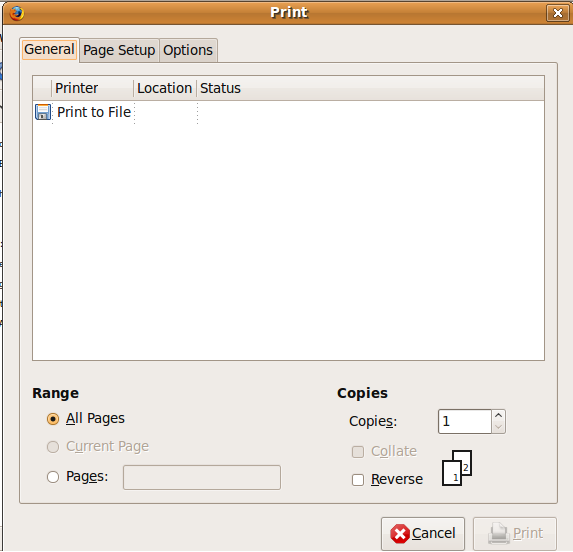 Print
General Page Setup Options
Printer Location Status
Print to File
Range Copies
All Pages Copies: 1
Current Page Collate
Pages: Reverse
1 2
Cancel Print